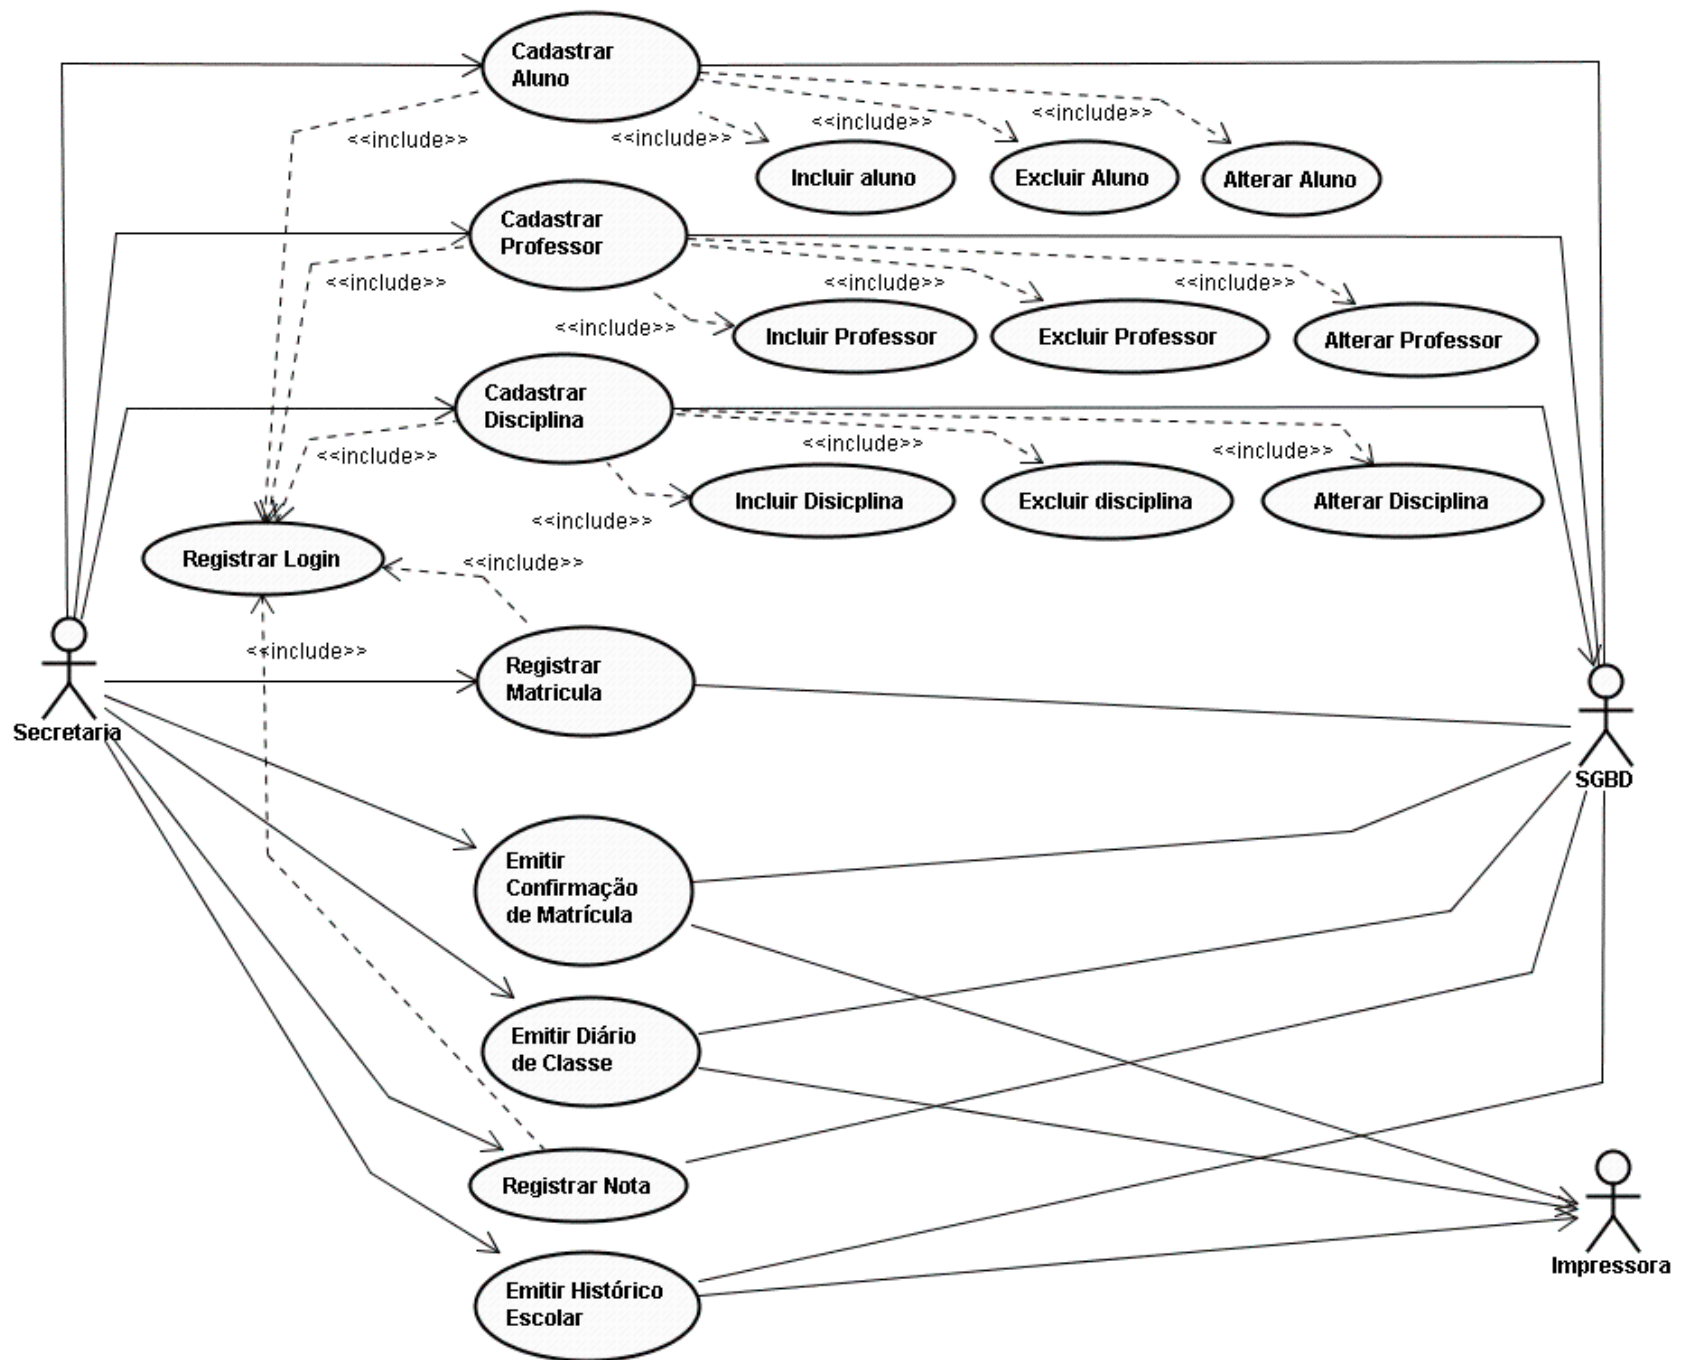 Cadastrar
Aluno
<<include>>
<<include>>
<<include>>
<<include>>
Incluir aluno
Excluir Aluno
Alterar Aluno
Cadastrar
Professor
<<include>>
<<include>>
<<include>>
<<include>>
Incluir Professor
Excluir Professor
Alterar Professor
Cadastrar
Disciplina
<<include>>
<<include>>
<<include>>
<<include>>
Incluir Disicplina
Excluir disciplina
Alterar Disciplina
Registrar Login
<<include>>
<<include>>
Registrar
Matricula
Secretaria
SGBD
Emitir
Confirmação
de Matrícula
Emitir Diário
de Classe
Registrar Nota
Impressora
Emitir Histórico
Escolar